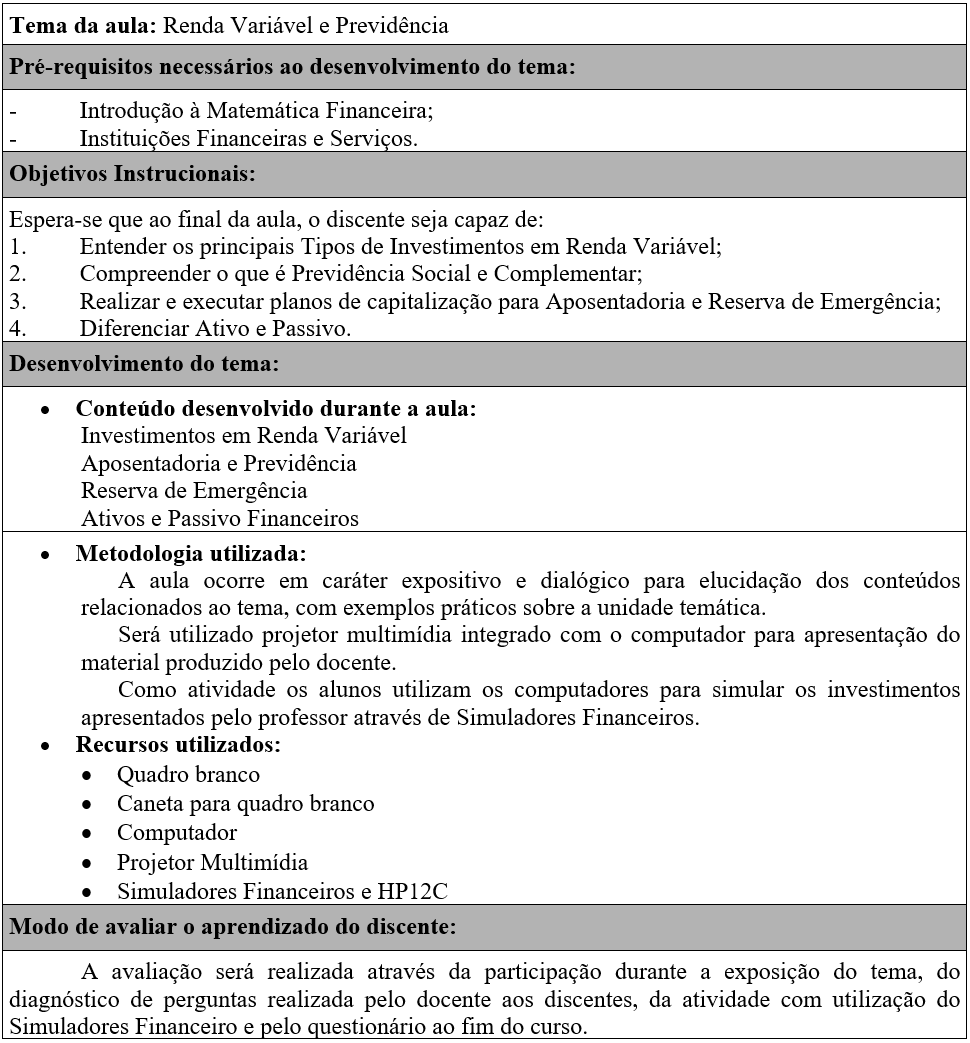 Tema da aula: Renda Variável e Previdência
Pré-requisitos necessários ao desenvolvimento do tema:
- Introdução à Matemática Financeira;
- Instituições Financeiras e Serviços.
Objetivos Instrucionais:
Espera-se que ao final da aula, o discente seja capaz de:
1. Entender os principais Tipos de Investimentos em Renda Variável;
2. Compreender o que é Previdência Social e Complementar;
3. Realizar e executar planos de capitalização para Aposentadoria e Reserva de Emergência;
4. Diferenciar Ativo e Passivo.
Desenvolvimento do tema:
• Conteúdo desenvolvido durante a aula:
Investimentos em Renda Variável
Aposentadoria e Previdência
Reserva de Emergência
Ativos e Passivo Financeiros
• Metodologia utilizada:
A aula ocorre em caráter expositivo e dialógico para elucidação dos conteúdos
relacionados ao tema, com exemplos práticos sobre a unidade temática.
Será utilizado projetor multimídia integrado com o computador para apresentação do
material produzido pelo docente.
Como atividade os alunos utilizam os computadores para simular os investimentos
apresentados pelo professor através de Simuladores Financeiros.
• Recursos utilizados:
• Quadro branco
• Caneta para quadro branco
• Computador
• Projetor Multimídia
• Simuladores Financeiros e HP12C
Modo de avaliar o aprendizado do discente:
A avaliação será realizada através da participação durante a exposição do tema, do
diagnóstico de perguntas realizada pelo docente aos discentes, da atividade com utilização do
Simuladores Financeiro e pelo questionário ao fim do curso.